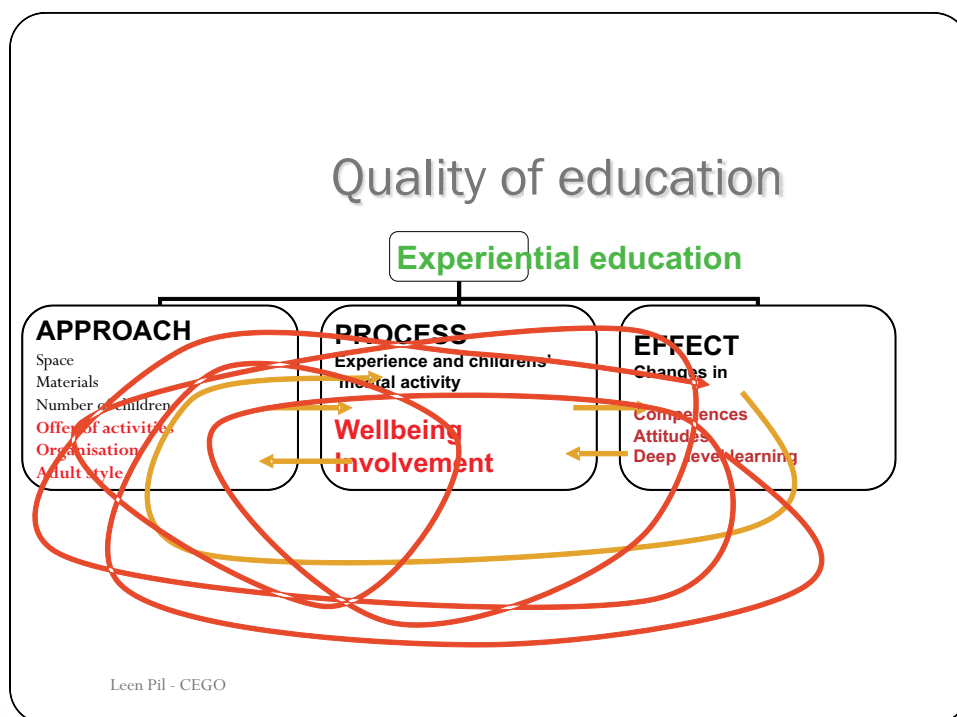 Quality of education
Experiential education
APPROACH
Space
Materials
Number of children
Offer of activities
Organisation
Adult style
PROCESS
Experience and childrens'
mental activity
Wellbeing
Involvement
EFFECT
Changes in
Competences
Attitudes
Deep level learning
Leen Pil - CEGO